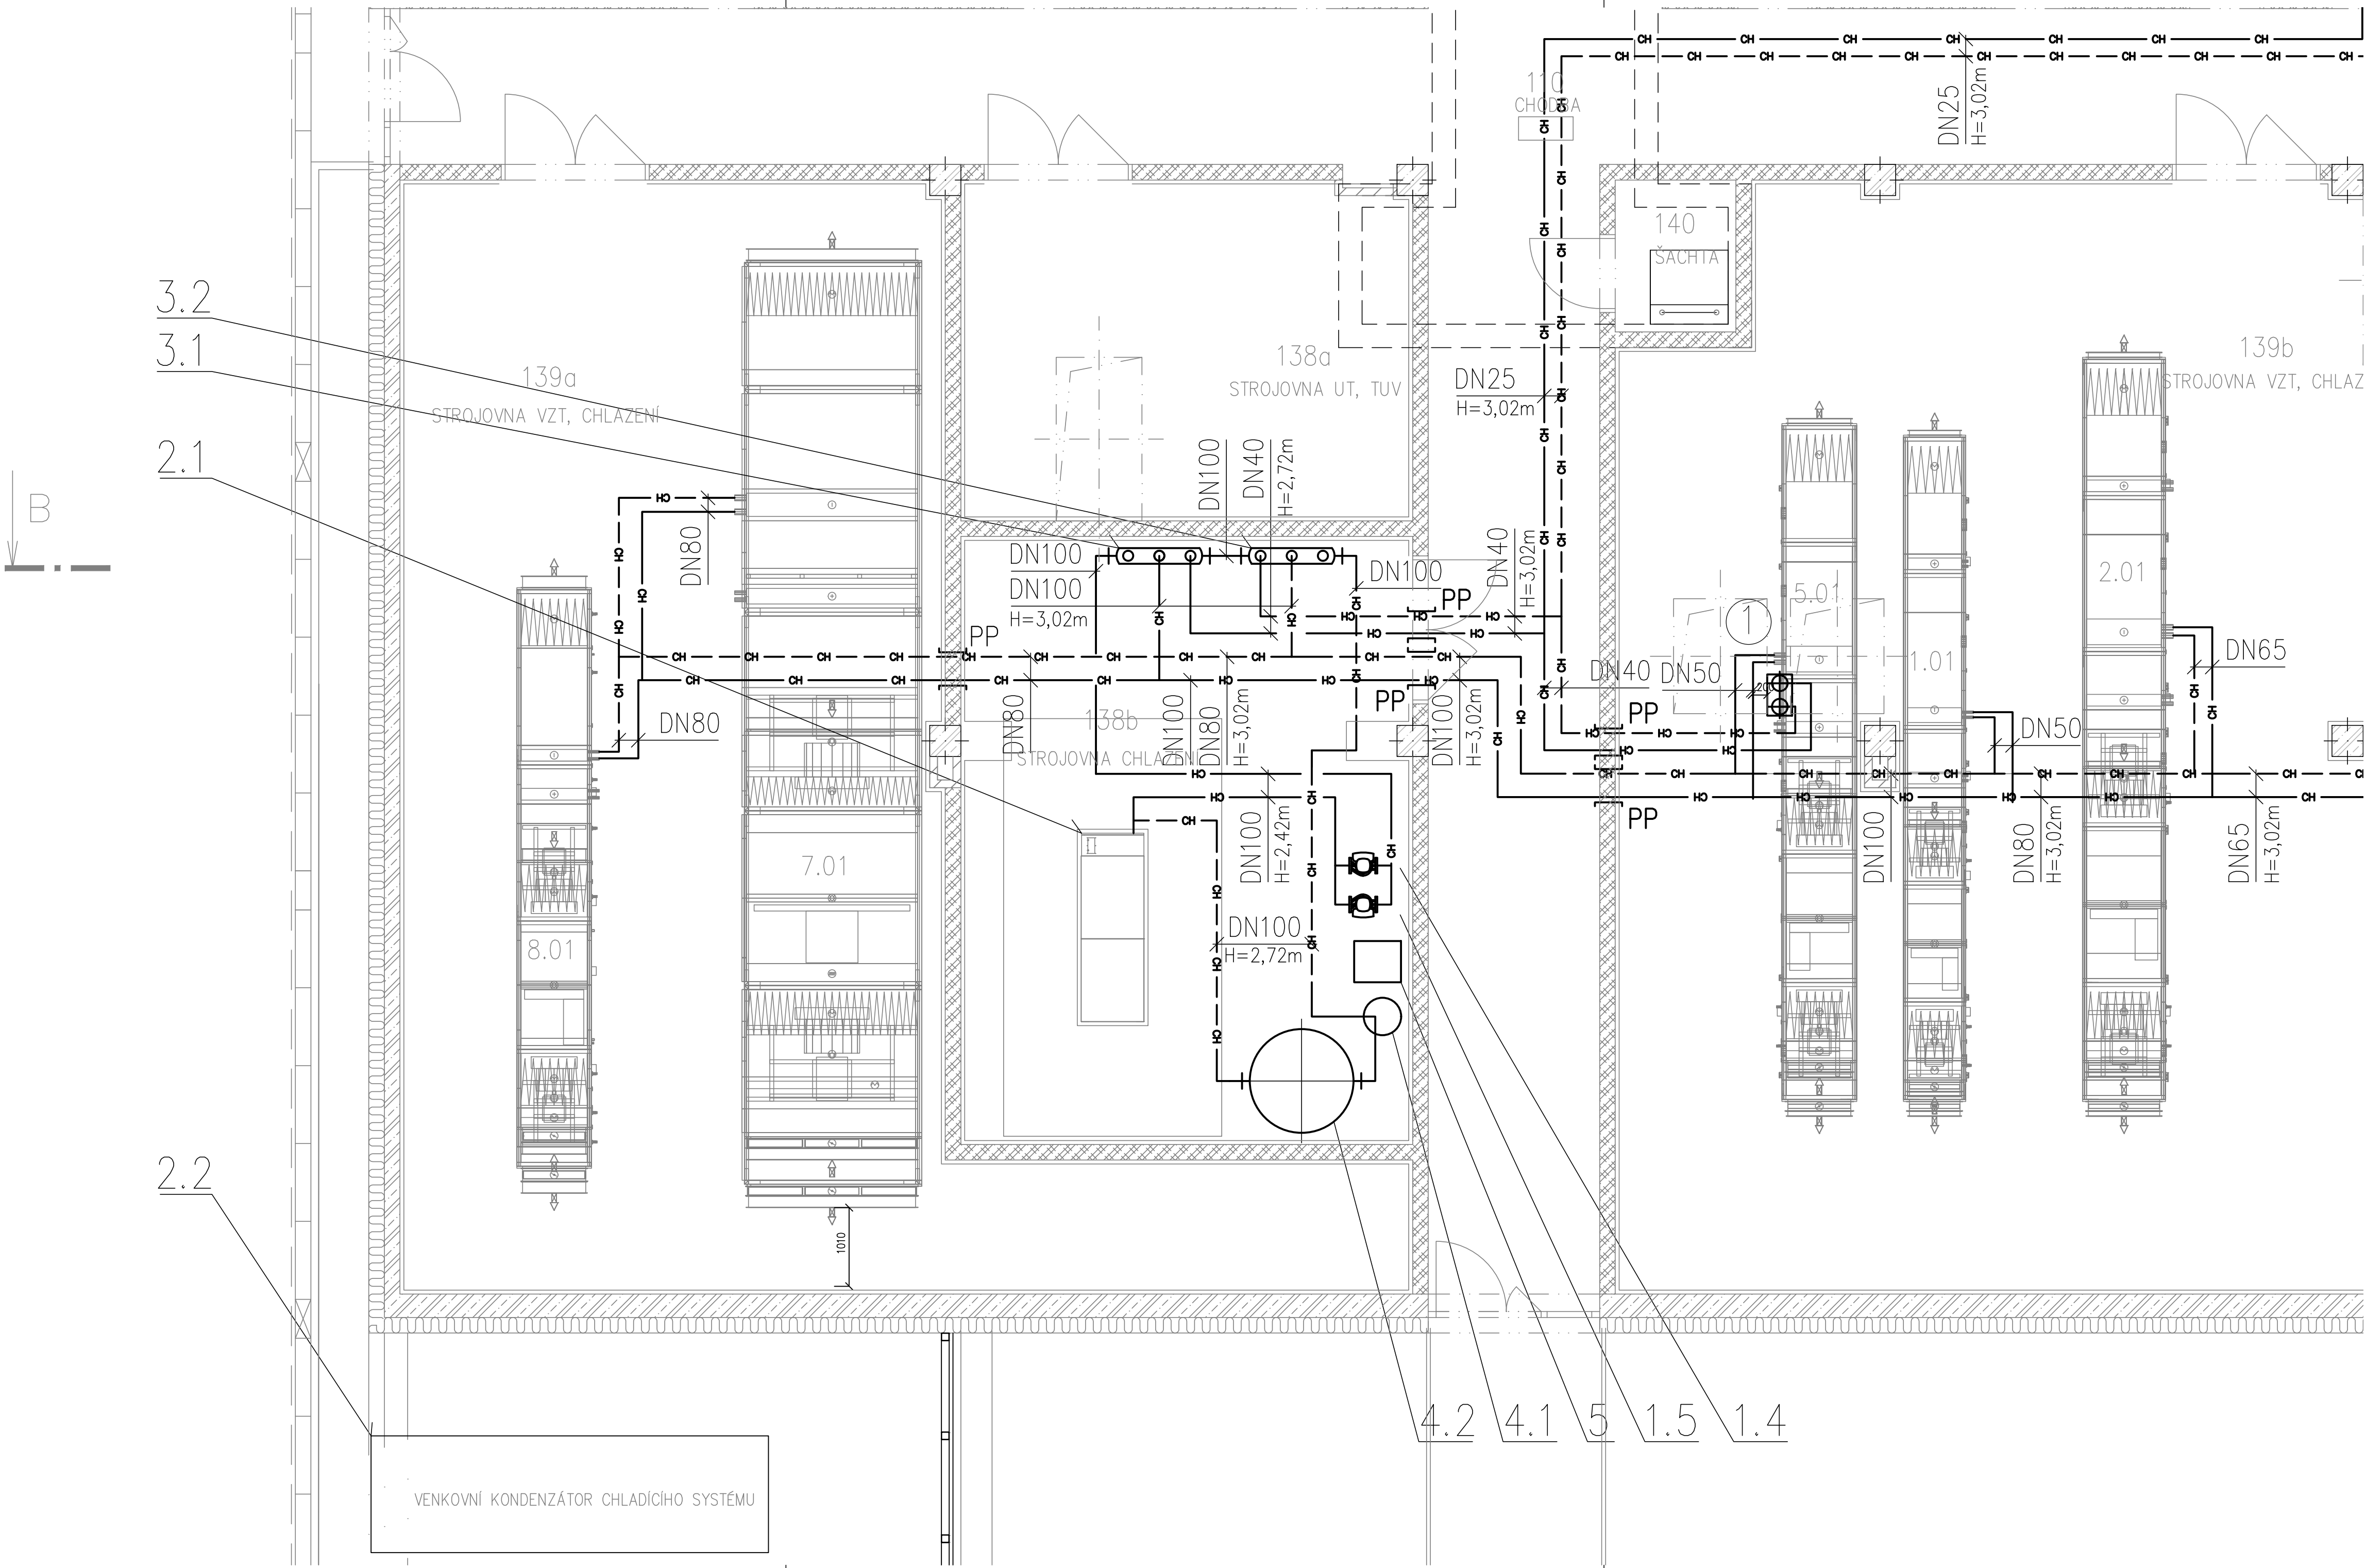 110
CHODBA
DN25
H=3,02m
140
ŠACHTA
3.2
3.1
2.1
B
139a
STROJOVNA VZT, CHLAZENÍ
138a
STROJOVNA UT, TUV
DN25
H=3,02m
139b
STROJOVNA VZT, CHLAZ
DN80
DN100
DN40
H=2,72m
DN100
DN100
H=3,02m
DN100
DN40
H=3,02m
PP
PP
PP
PP
PP
DN80
DN80
138b
STROJOVNA CHLAZENÍ
DN100
DN80
H=3,02m
DN100
H=3,02m
DN40
DN50
1
5.01
1.01
2.01
DN65
DN50
DN100
DN80
H=3,02m
DN65
H=3,02m
DN100
H=2,42m
DN100
H=2,72m
7.01
8.01
1010
2.2
4.2
4.1
5
1.5
1.4
VENKOVNÍ KONDENZÁTOR CHLADÍCÍHO SYSTÉMU
CH